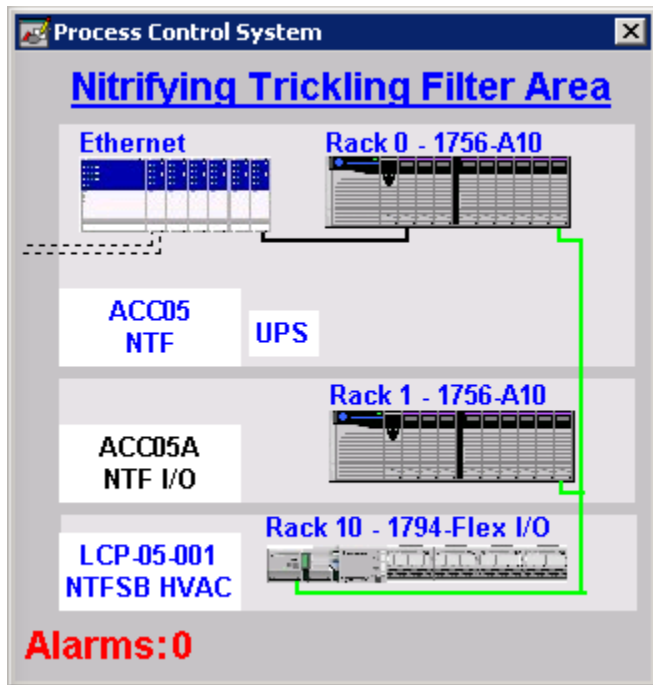 Process Control System
Nitrifying Trickling Filter Area
Ethernet
Rack 0 - 1756-A10
ACC05
NTF
UPS
Rack 1 - 1756-A10
ACC05A
NTF I/O
Rack 10 - 1794-Flex I/O
LCP-05-001
NTFSB HVAC
Alarms:0